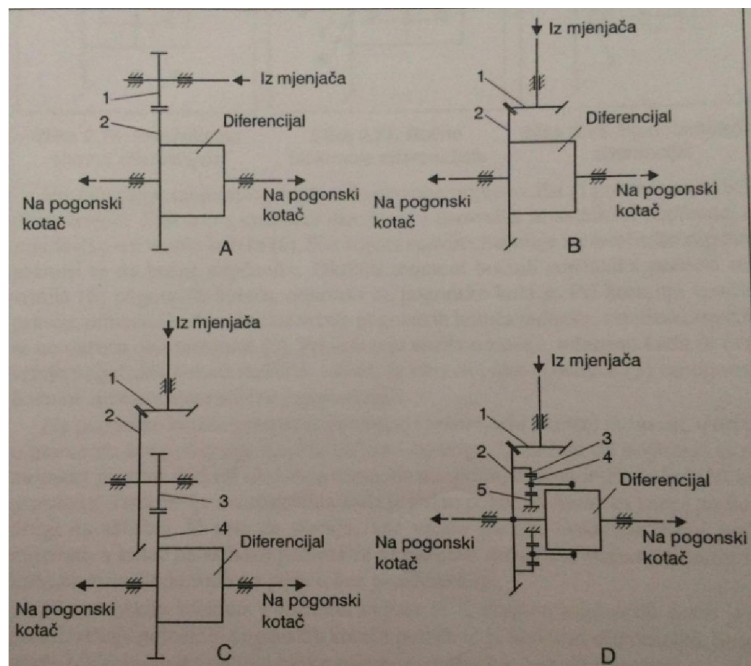 Iz mjenjača
1
2
Diferencijal
Na pogonski
kotač
Na pogonski
kotač
A
Iz mjenjača
1
2
Diferencijal
Na pogonski
kotač
Na pogonski
kotač
B
Iz mjenjača
1
2
3
4
Diferencijal
Na pogonski
kotač
Na pogonski
kotač
C
Iz mjenjača
1
2
3
4
5
Diferencijal
Na pogonski
kotač
Na pogonski
kotač
D